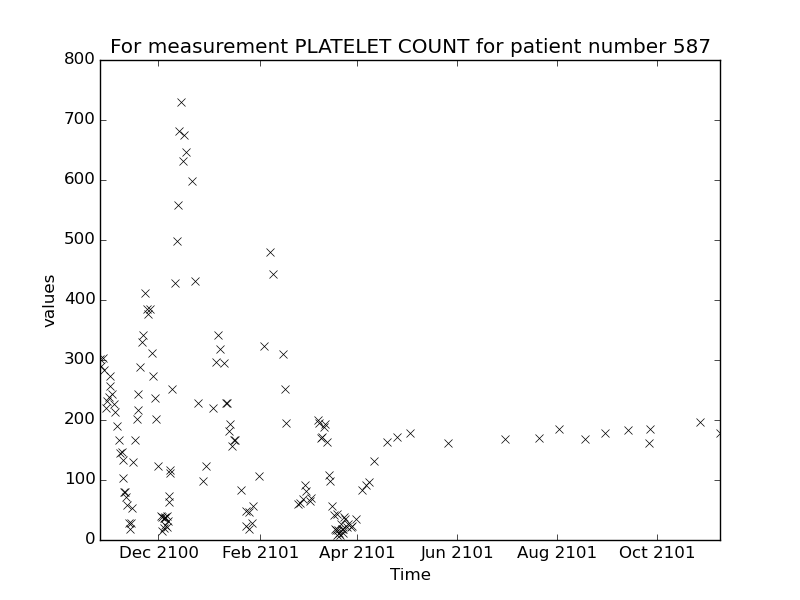 For measurement PLATELET COUNT for patient number 587
800
700
600
500
400
300
200
100
0
values
Dec 2100 Feb 2101 Apr 2101 Jun 2101 Aug 2101 Oct 2101
Time